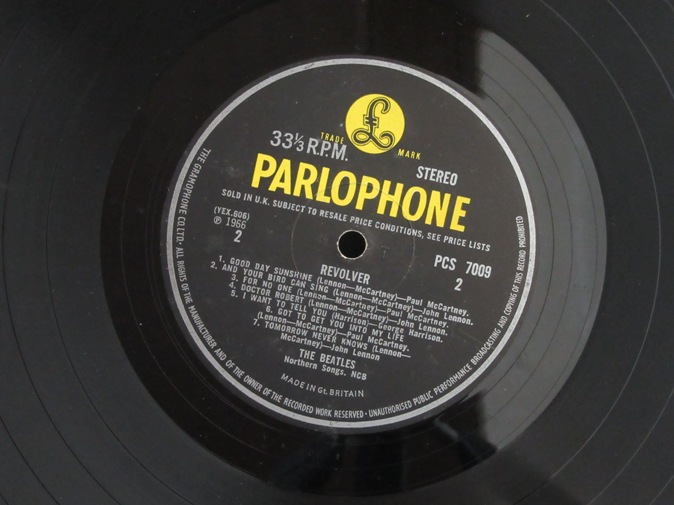 £
TRADE MARK
33⅓ R.P.M.
STEREO
PARLOPHONE
SOLD IN U.K. SUBJECT TO RESALE PRICE CONDITIONS, SEE PRICE LISTS
(YEX.606)
℗ 1966
2
PCS 7009
2
REVOLVER
1. GOOD DAY SUNSHINE (Lennon—McCartney)—Paul McCartney.
2. AND YOUR BIRD CAN SING (Lennon—McCartney)—John Lennon.
3. FOR NO ONE (Lennon—McCartney)—Paul McCartney.
4. DOCTOR ROBERT (Lennon—McCartney)—John Lennon.
5. I WANT TO TELL YOU (Harrison)—George Harrison.
6. GOT TO GET YOU INTO MY LIFE
(Lennon—McCartney)—Paul McCartney.
7. TOMORROW NEVER KNOWS (Lennon—
McCartney)—John Lennon
THE BEATLES
Northern Songs. NCB
MADE IN Gt. BRITAIN
THE GRAMOPHONE CO. LTD.· ALL RIGHTS OF THE MANUFACTURER AND OF THE OWNER OF THE RECORDED WORK RESERVED · UNAUTHORISED PUBLIC PERFORMANCE BROADCASTING AND COPYING OF THIS RECORD PROHIBITED